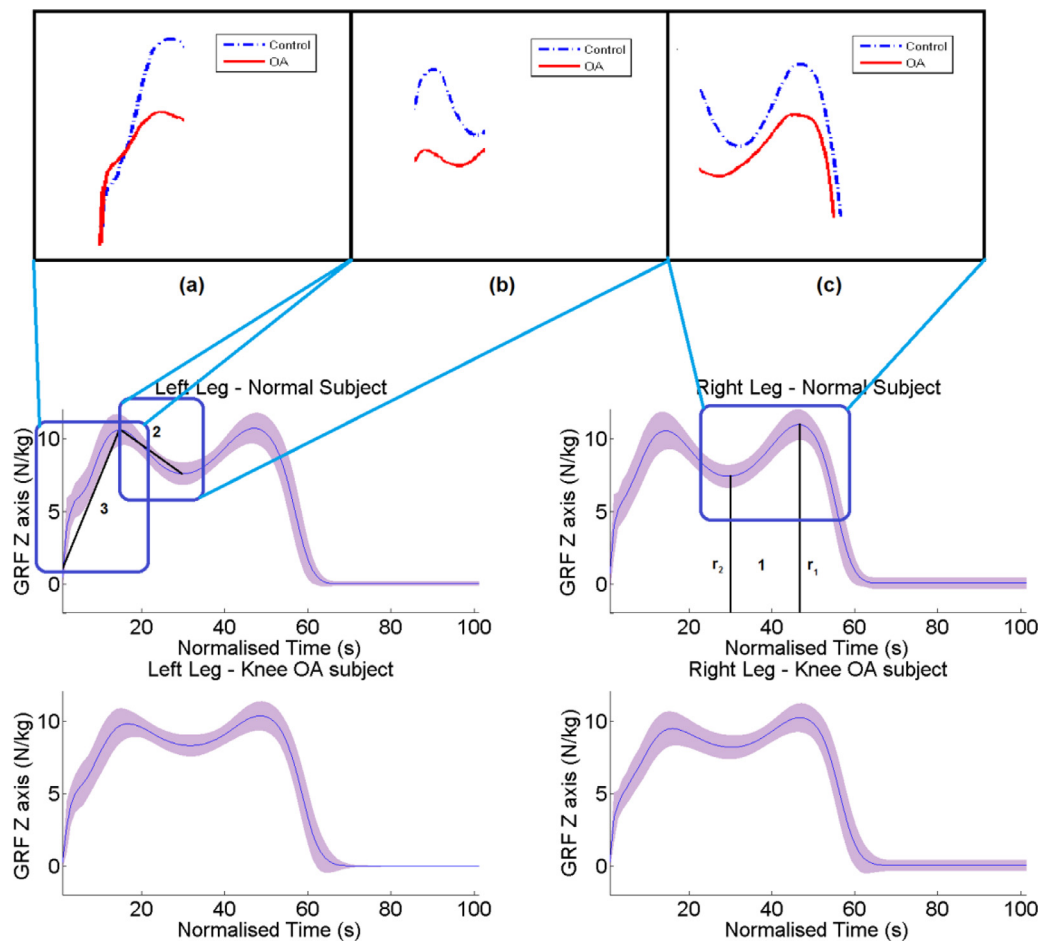 Control
OA
Control
OA
Control
OA
(a)
(b)
(c)
Left Leg - Normal Subject
Right Leg - Normal Subject
GRF Z axis (N/kg)
10
5
0
2
3
20
40
60
80
100
Normalised Time (s)
GRF Z axis (N/kg)
10
5
0
r2
1
r1
20
40
60
80
100
Normalised Time (s)
Left Leg - Knee OA subject
Right Leg - Knee OA subject
GRF Z axis (N/kg)
10
5
0
20
40
60
80
100
Normalised Time (s)
GRF Z axis (N/kg)
10
5
0
20
40
60
80
100
Normalised Time (s)